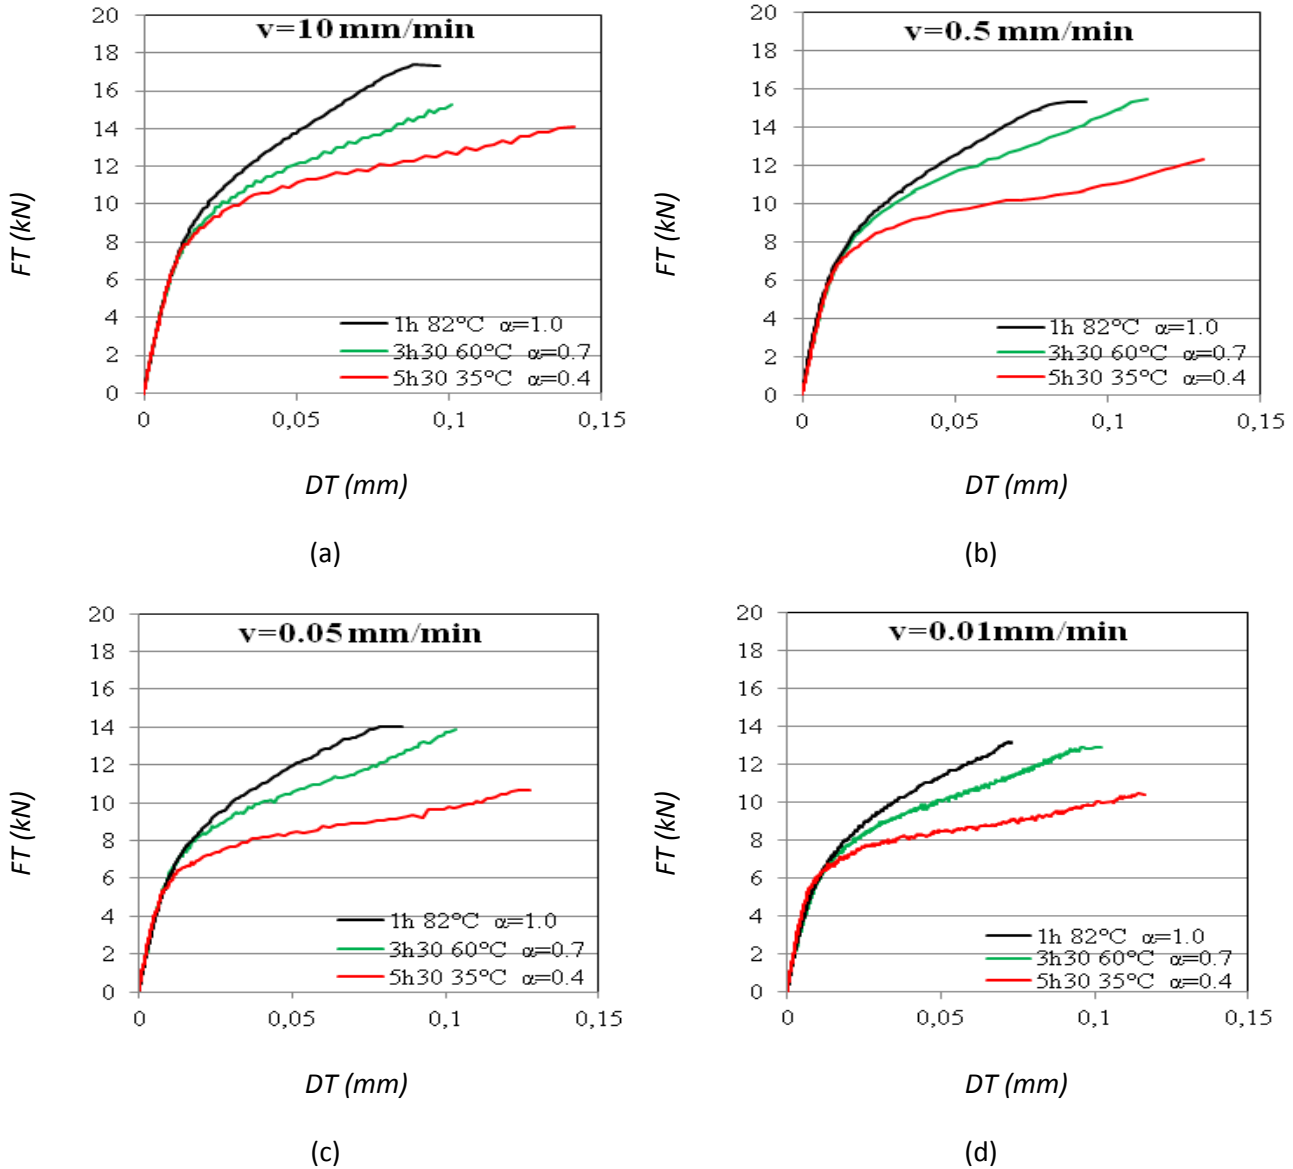 v=10 mm/min
20
18
16
14
12
10
8
6
4
2
0
0 0,05 0,1 0,15
FT (kN)
DT (mm)
1h 82°C α=1.0
3h30 60°C α=0.7
5h30 35°C α=0.4
(a)
v=0.5 mm/min
20
18
16
14
12
10
8
6
4
2
0
0 0,05 0,1 0,15
FT (kN)
DT (mm)
1h 82°C α=1.0
3h30 60°C α=0.7
5h30 35°C α=0.4
(b)
v=0.05 mm/min
20
18
16
14
12
10
8
6
4
2
0
0 0,05 0,1 0,15
FT (kN)
DT (mm)
1h 82°C α=1.0
3h30 60°C α=0.7
5h30 35°C α=0.4
(c)
v=0.01mm/min
20
18
16
14
12
10
8
6
4
2
0
0 0,05 0,1 0,15
FT (kN)
DT (mm)
1h 82°C α=1.0
3h30 60°C α=0.7
5h30 35°C α=0.4
(d)